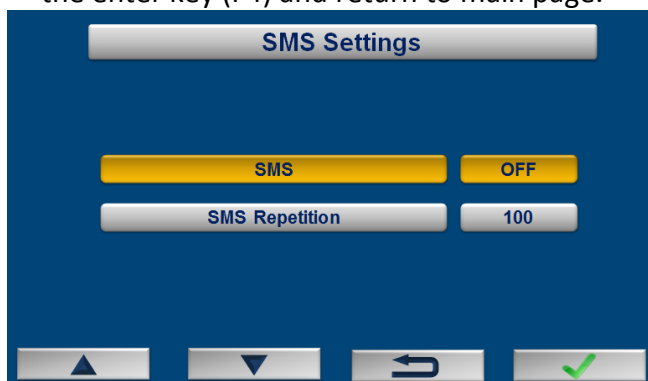 the enter key (F4) and return to main page.
SMS Settings
SMS OFF
SMS Repetition 100